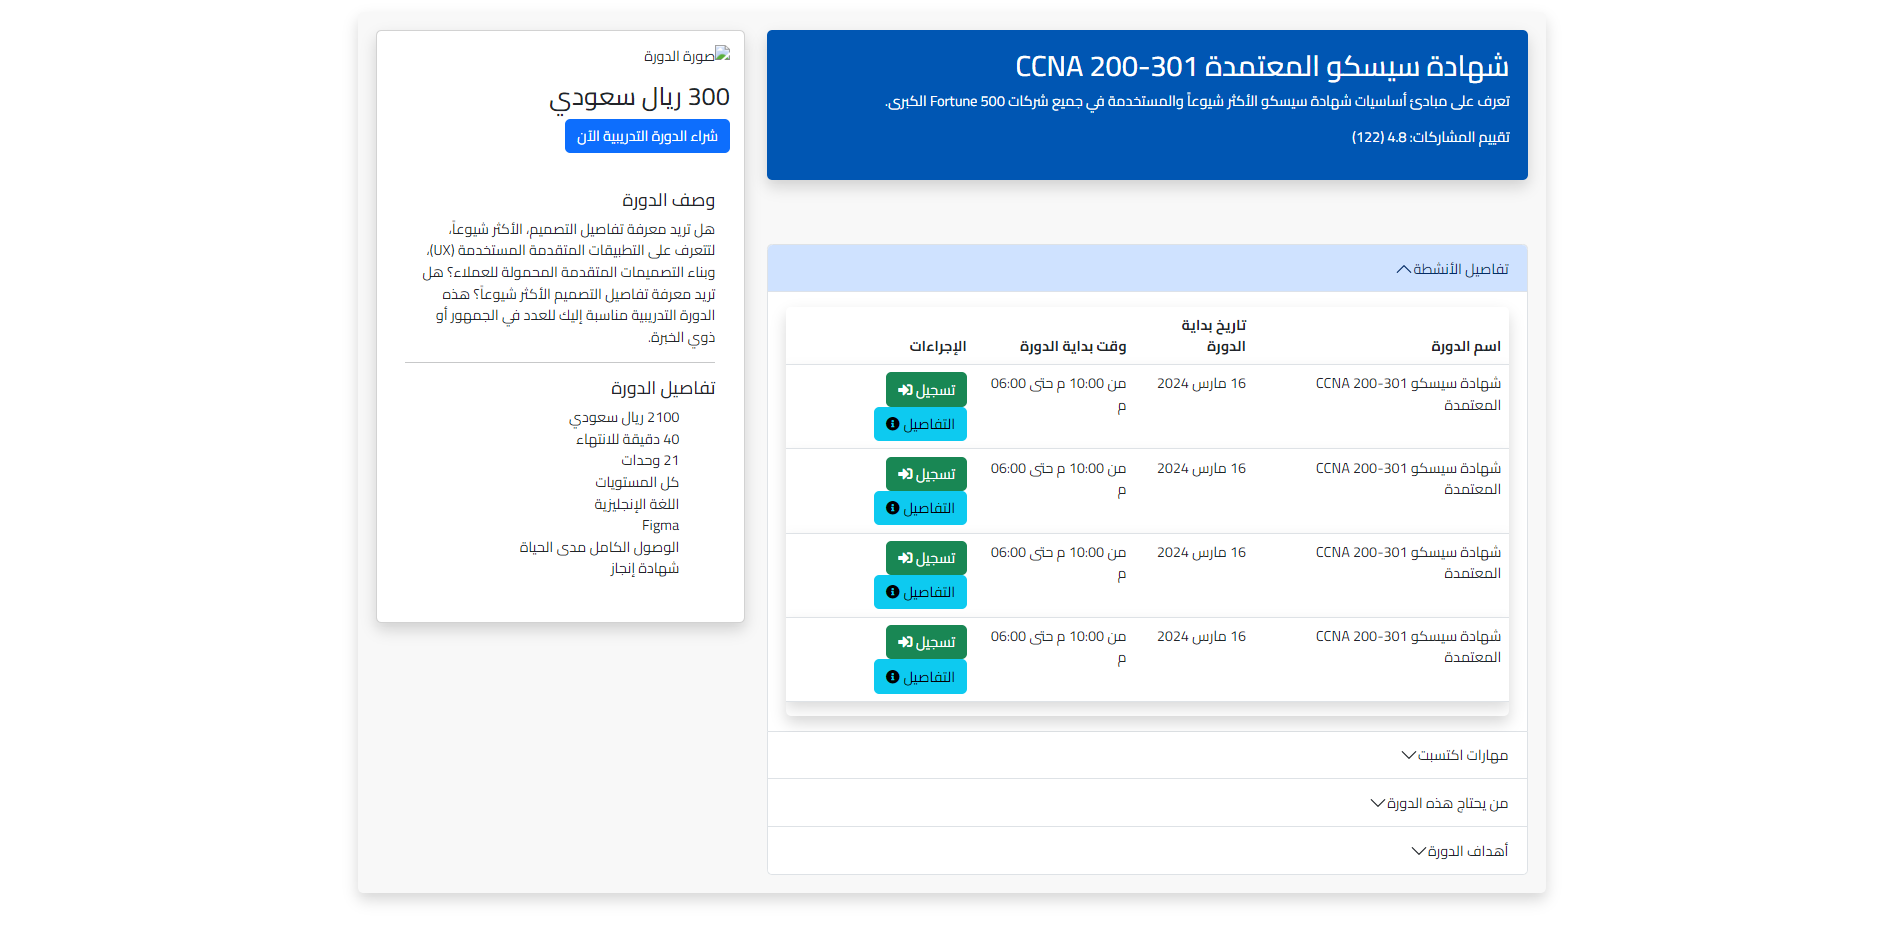 شهادة سيسكو المعتمدة CCNA 200-301
تعرف على مبادئ أساسيات شهادة سيسكو الأكثر شيوعاً والمستخدمة في جميع شركات Fortune 500 الكبرى.
تقييم المشاركات: 4.8 (122)
تفاصيل الأنشطة
اسم الدورة
تاريخ بداية
الدورة
وقت بداية الدورة
الإجراءات
شهادة سيسكو CCNA 200-301
المعتمدة
16 مارس 2024
من 10:00 م حتى 06:00
م
تسجيل
التفاصيل
شهادة سيسكو CCNA 200-301
المعتمدة
16 مارس 2024
من 10:00 م حتى 06:00
م
تسجيل
التفاصيل
شهادة سيسكو CCNA 200-301
المعتمدة
16 مارس 2024
من 10:00 م حتى 06:00
م
تسجيل
التفاصيل
شهادة سيسكو CCNA 200-301
المعتمدة
16 مارس 2024
من 10:00 م حتى 06:00
م
تسجيل
التفاصيل
مهارات اكتسبت
من يحتاج هذه الدورة
أهداف الدورة
صورة الدورة
300 ريال سعودي
شراء الدورة التدريبية الآن
وصف الدورة
هل تريد معرفة تفاصيل التصميم، الأكثر شيوعاً،
لتتعرف على التطبيقات المتقدمة المستخدمة (UX)،
وبناء التصميمات المتقدمة المحمولة للعملاء؟ هل
تريد معرفة تفاصيل التصميم الأكثر شيوعاً؟ هذه
الدورة التدريبية مناسبة إليك للعدد في الجمهور أو
ذوي الخبرة.
تفاصيل الدورة
2100 ريال سعودي
40 دقيقة للانتهاء
21 وحدات
كل المستويات
اللغة الإنجليزية
Figma
الوصول الكامل مدى الحياة
شهادة إنجاز